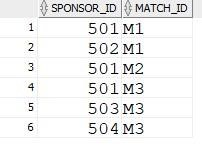 SPONSOR_ID MATCH_ID
1 501 M1
2 502 M1
3 501 M2
4 501 M3
5 503 M3
6 504 M3